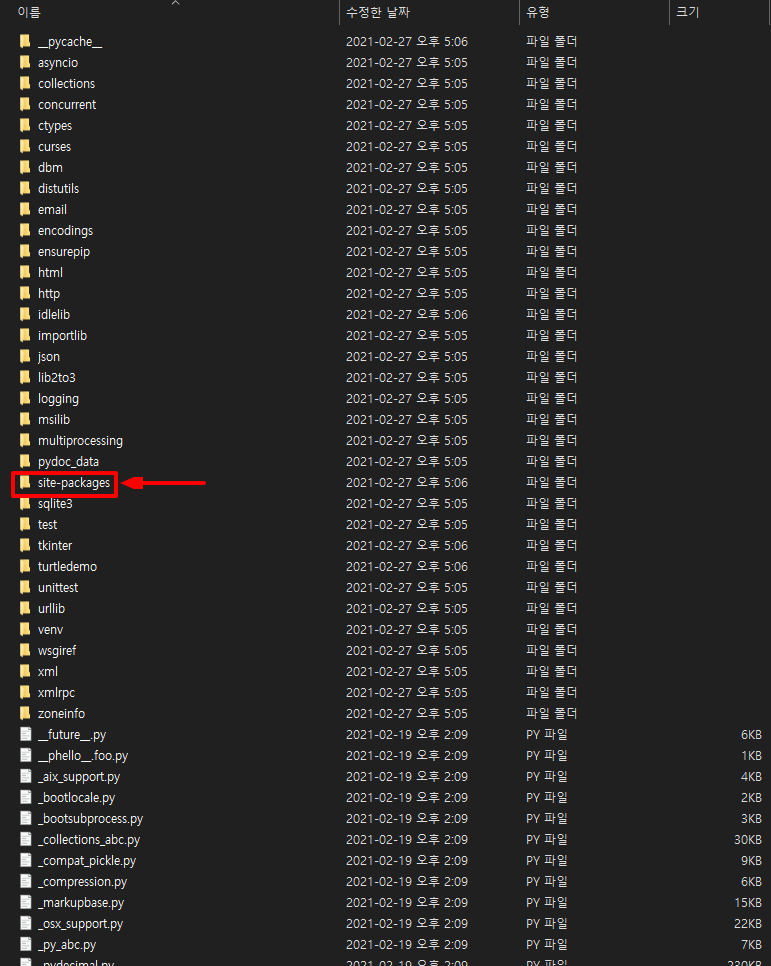 이름 수정한 날짜 유형 크기
__pycache__ 2021-02-27 오후 5:06 파일 폴더
asyncio 2021-02-27 오후 5:05 파일 폴더
collections 2021-02-27 오후 5:05 파일 폴더
concurrent 2021-02-27 오후 5:05 파일 폴더
ctypes 2021-02-27 오후 5:05 파일 폴더
curses 2021-02-27 오후 5:05 파일 폴더
dbm 2021-02-27 오후 5:05 파일 폴더
distutils 2021-02-27 오후 5:05 파일 폴더
email 2021-02-27 오후 5:05 파일 폴더
encodings 2021-02-27 오후 5:05 파일 폴더
ensurepip 2021-02-27 오후 5:05 파일 폴더
html 2021-02-27 오후 5:05 파일 폴더
http 2021-02-27 오후 5:05 파일 폴더
idlelib 2021-02-27 오후 5:06 파일 폴더
importlib 2021-02-27 오후 5:05 파일 폴더
json 2021-02-27 오후 5:05 파일 폴더
lib2to3 2021-02-27 오후 5:05 파일 폴더
logging 2021-02-27 오후 5:05 파일 폴더
msilib 2021-02-27 오후 5:05 파일 폴더
multiprocessing 2021-02-27 오후 5:05 파일 폴더
pydoc_data 2021-02-27 오후 5:05 파일 폴더
site-packages 2021-02-27 오후 5:06 파일 폴더
sqlite3 2021-02-27 오후 5:05 파일 폴더
test 2021-02-27 오후 5:06 파일 폴더
tkinter 2021-02-27 오후 5:06 파일 폴더
turtledemo 2021-02-27 오후 5:06 파일 폴더
unittest 2021-02-27 오후 5:05 파일 폴더
urllib 2021-02-27 오후 5:05 파일 폴더
venv 2021-02-27 오후 5:05 파일 폴더
wsgiref 2021-02-27 오후 5:05 파일 폴더
xml 2021-02-27 오후 5:05 파일 폴더
xmlrpc 2021-02-27 오후 5:05 파일 폴더
zoneinfo 2021-02-27 오후 5:05 파일 폴더
__future__.py 2021-02-19 오후 2:09 PY 파일 6KB
__phello__.foo.py 2021-02-19 오후 2:09 PY 파일 1KB
_aix_support.py 2021-02-19 오후 2:09 PY 파일 4KB
_bootlocale.py 2021-02-19 오후 2:09 PY 파일 2KB
_bootsubprocess.py 2021-02-19 오후 2:09 PY 파일 3KB
_collections_abc.py 2021-02-19 오후 2:09 PY 파일 30KB
_compat_pickle.py 2021-02-19 오후 2:09 PY 파일 9KB
_compression.py 2021-02-19 오후 2:09 PY 파일 6KB
_markupbase.py 2021-02-19 오후 2:09 PY 파일 15KB
_osx_support.py 2021-02-19 오후 2:09 PY 파일 22KB
_py_abc.py 2021-02-19 오후 2:09 PY 파일 7KB
_pydecimal.py 2021-02-19 오후 2:09 PY 파일 230KB